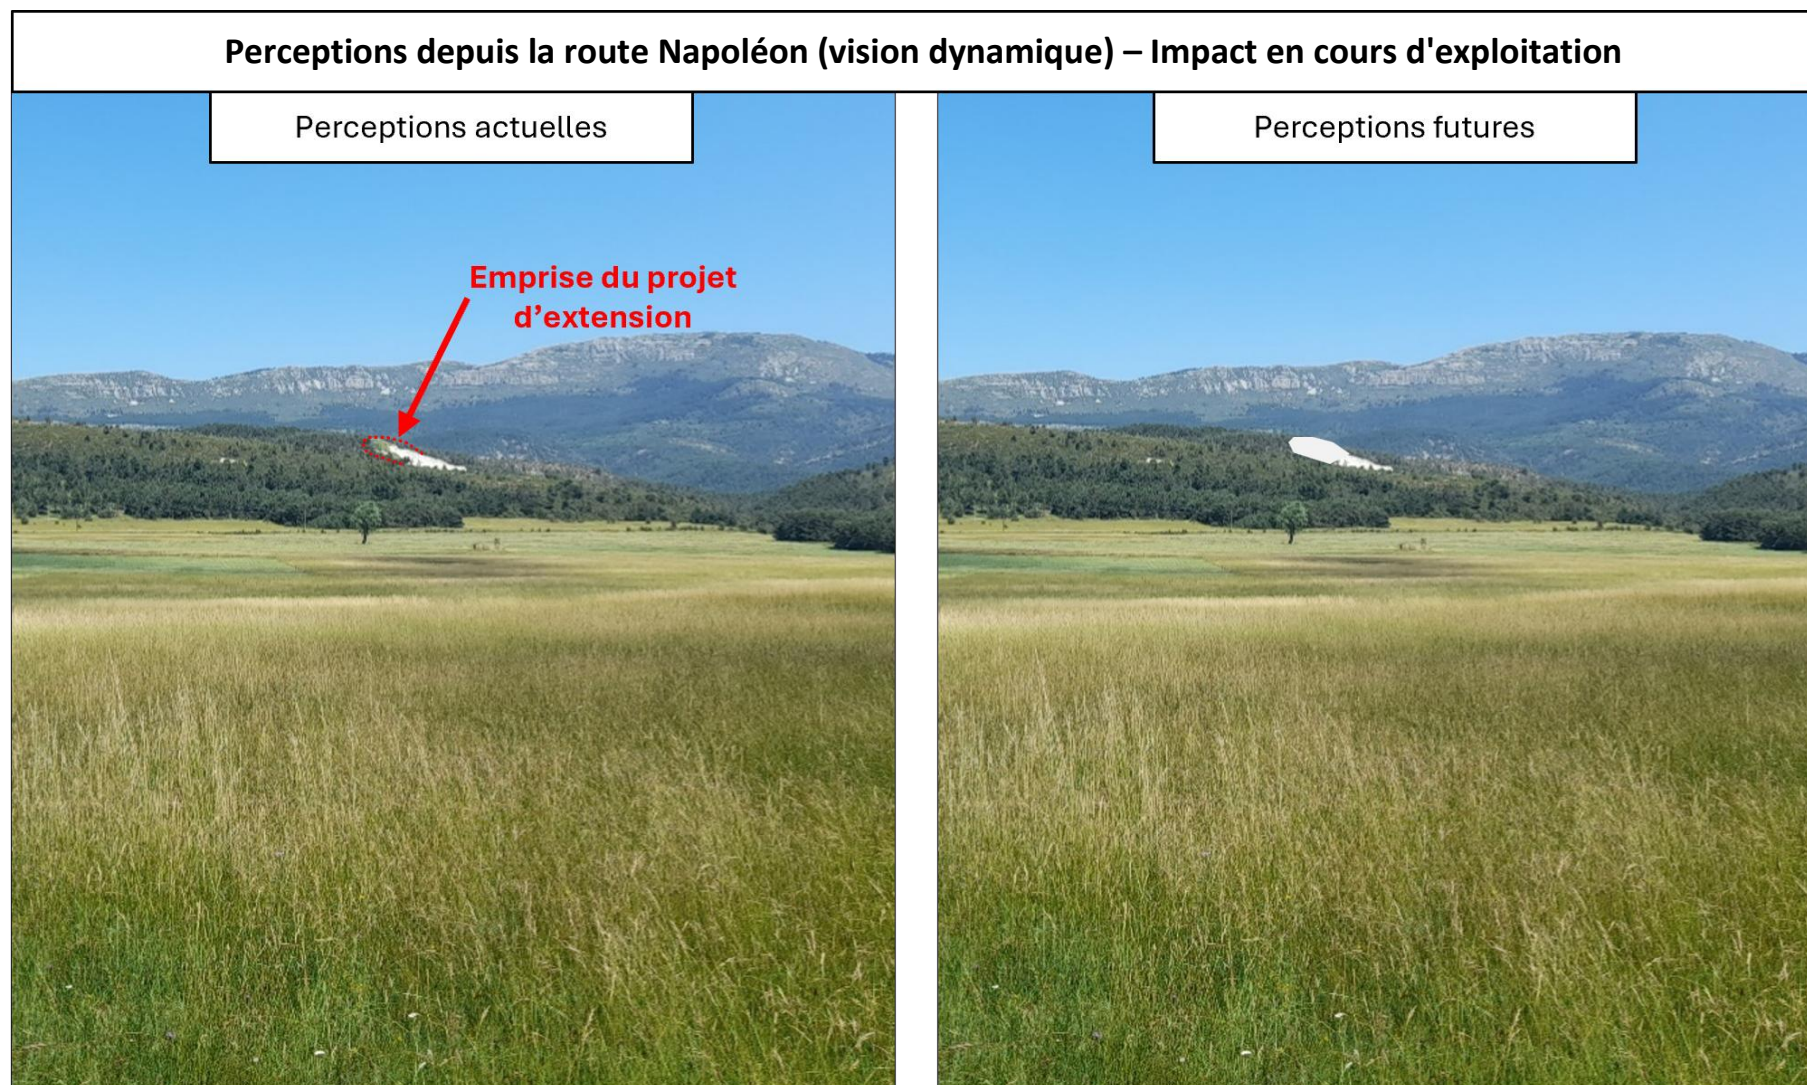 Perceptions depuis la route Napoléon (vision dynamique) – Impact en cours d'exploitation
Perceptions actuelles
Perceptions futures
Emprise du projet
d’extension